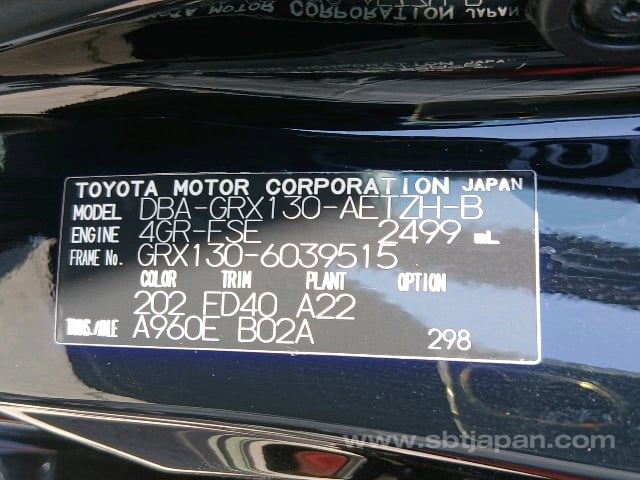 TOYOTA MOTOR CORPORATION JAPAN
MODEL DBA-GRX130-AETZH-B
ENGINE 4GR-FSE 2499 mL
FRAME No. GRX130-6039515
COLOR TRIM PLANT OPTION
202 FD40 A22
TRANS./AXLE A960E B02A 298
www.sbtjapan.com